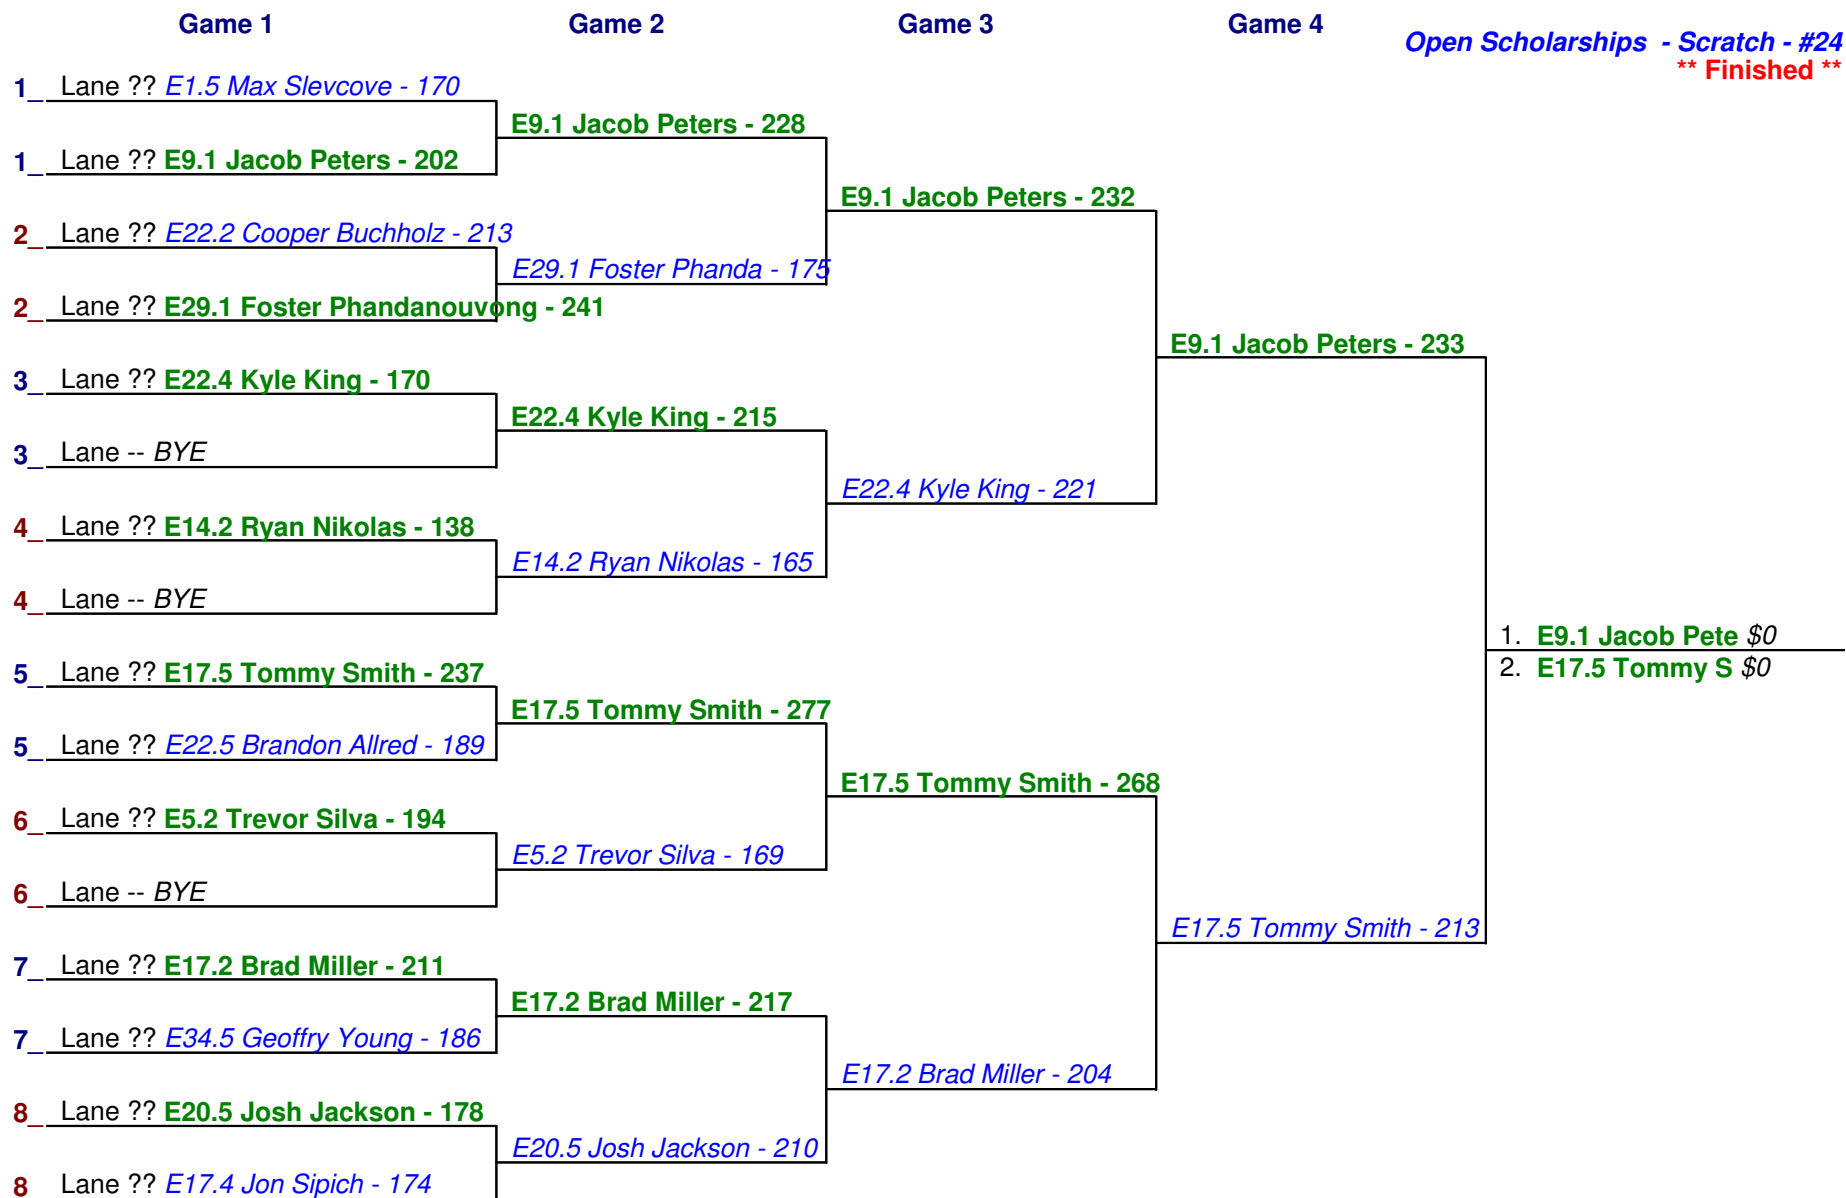 Game 1 Game 2 Game 3 Game 4
Open Scholarships - Scratch - #24
** Finished **
1_ Lane ?? E1.5 Max Slevcove - 170
E9.1 Jacob Peters - 228
1_ Lane ?? E9.1 Jacob Peters - 202
E9.1 Jacob Peters - 232
2_ Lane ?? E22.2 Cooper Buchholz - 213
E29.1 Foster Phanda - 175
2_ Lane ?? E29.1 Foster Phandanouvong - 241
E9.1 Jacob Peters - 233
3_ Lane ?? E22.4 Kyle King - 170
E22.4 Kyle King - 215
3_ Lane -- BYE
E22.4 Kyle King - 221
4_ Lane ?? E14.2 Ryan Nikolas - 138
E14.2 Ryan Nikolas - 165
4_ Lane -- BYE
1. E9.1 Jacob Pete $0
2. E17.5 Tommy S $0
5_ Lane ?? E17.5 Tommy Smith - 237
E17.5 Tommy Smith - 277
5_ Lane ?? E22.5 Brandon Allred - 189
E17.5 Tommy Smith - 268
6_ Lane ?? E5.2 Trevor Silva - 194
E5.2 Trevor Silva - 169
6_ Lane -- BYE
E17.5 Tommy Smith - 213
7_ Lane ?? E17.2 Brad Miller - 211
E17.2 Brad Miller - 217
7_ Lane ?? E34.5 Geoffry Young - 186
E17.2 Brad Miller - 204
8_ Lane ?? E20.5 Josh Jackson - 178
E20.5 Josh Jackson - 210
8 Lane ?? E17.4 Jon Sipich - 174